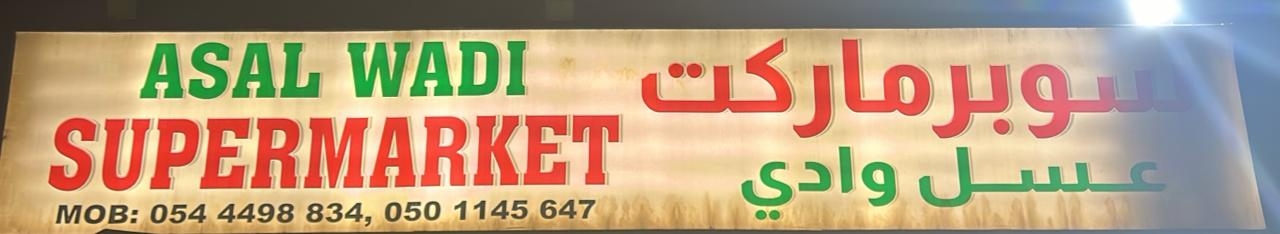 ASAL WADI
SUPERMARKET
MOB: 054 4498 834, 050 1145 647
سوبرماركت
عسل وادي